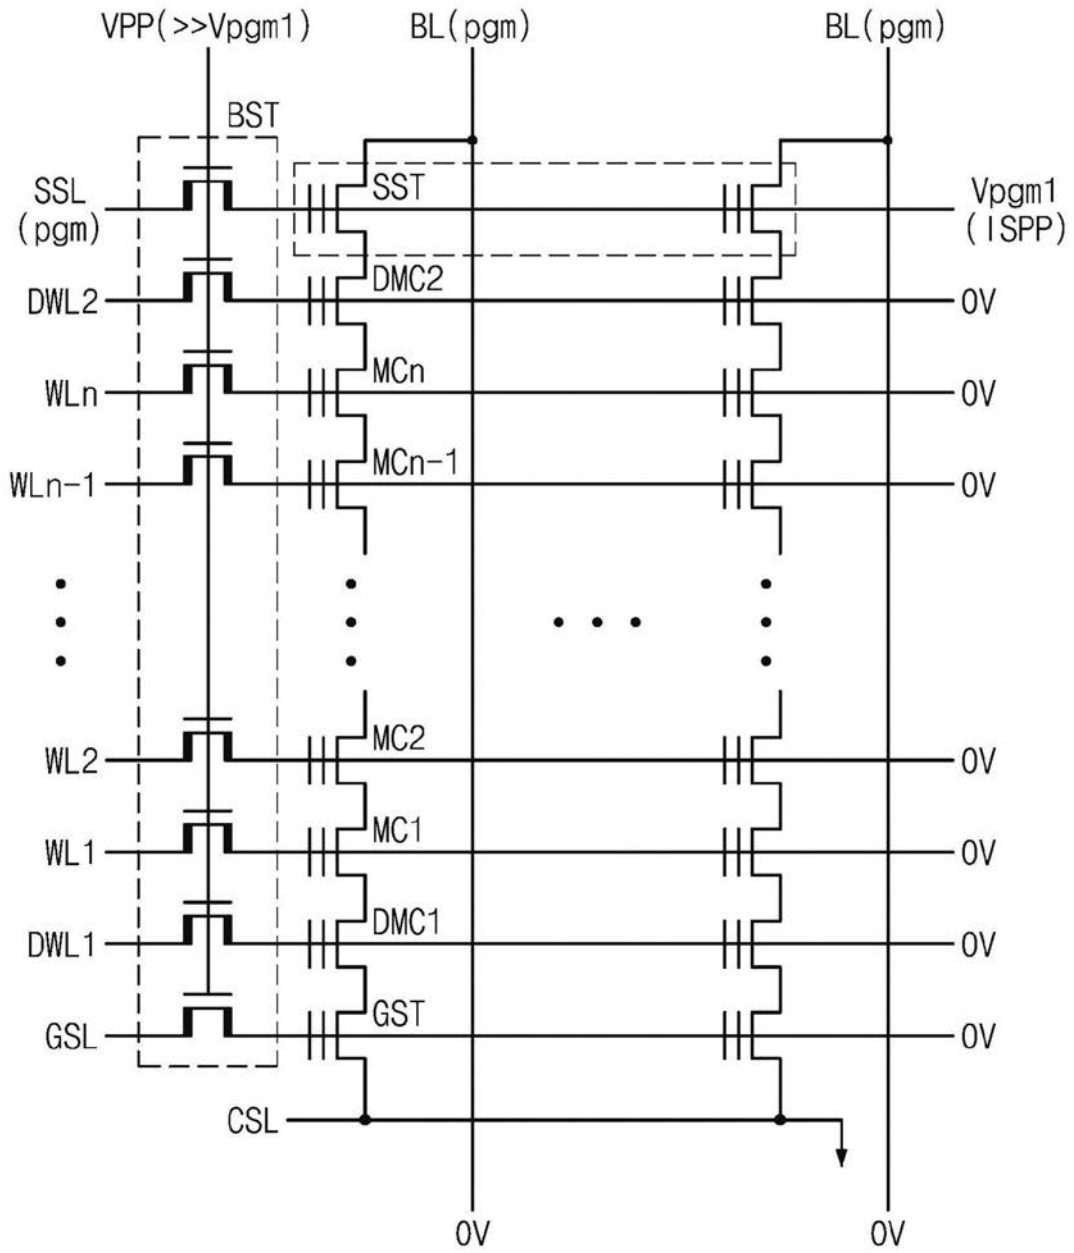 VPP(>>Vpgm1)
BL(pgm)
BL(pgm)
BST
SSL
(pgm)
SST
Vpgm1
(ISPP)
DWL2
DMC2
0V
WLn
MCn
0V
WLn-1
MCn-1
0V
WL2
MC2
0V
WL1
MC1
0V
DWL1
DMC1
0V
GSL
GST
0V
CSL
0V
0V